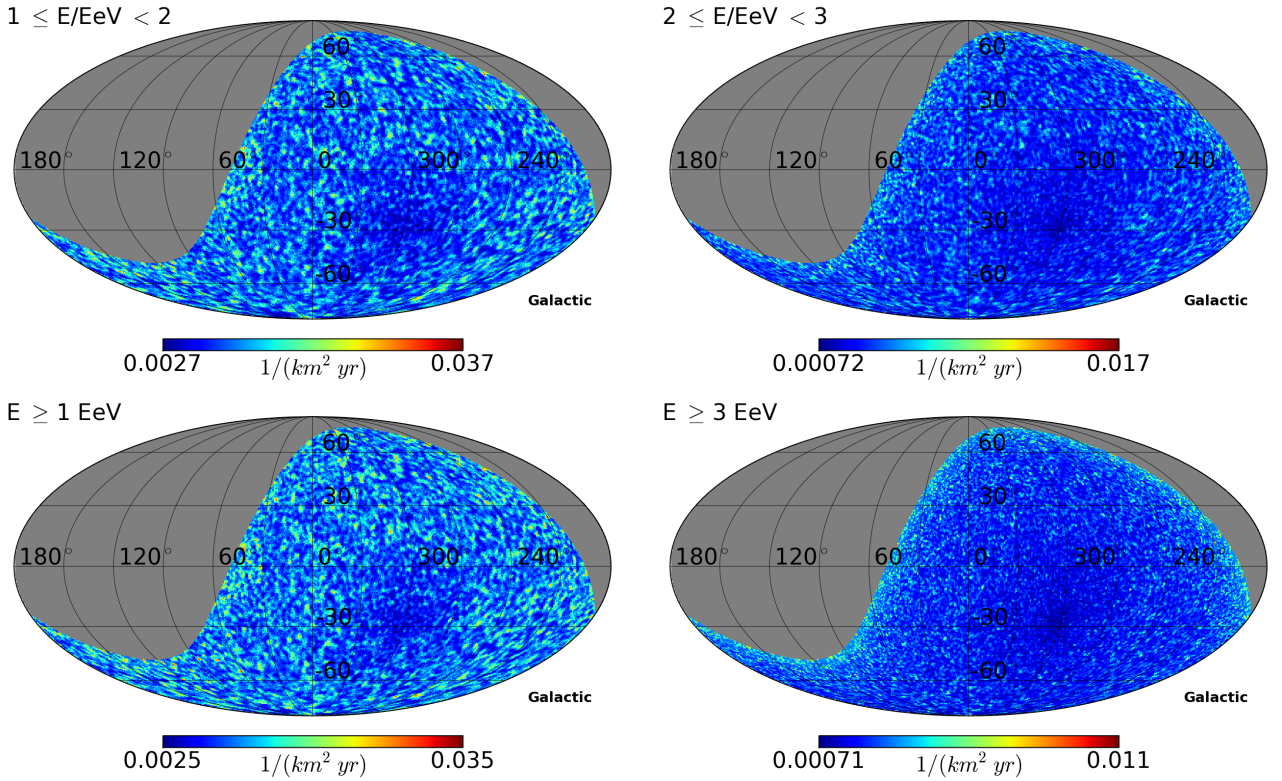 1 ≤ E/EeV < 2
60
30
180° 120° 60 0 300 240
-30
-60
Galactic
0.0027 1/(km² yr) 0.037
2 ≤ E/EeV < 3
60
30
180° 120° 60 0 300 240
-30
-60
Galactic
0.00072 1/(km² yr) 0.017
E ≥ 1 EeV
60
30
180° 120° 60 0 300 240
-30
-60
Galactic
0.0025 1/(km² yr) 0.035
E ≥ 3 EeV
60
30
180° 120° 60 0 300 240
-30
-60
Galactic
0.00071 1/(km² yr) 0.011